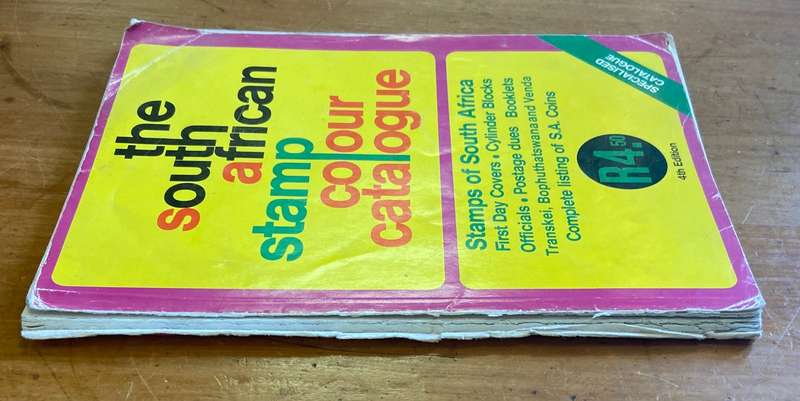 the
south
african
stamp
colour
catalogue
SPECIALISED
CATALOGUE
Stamps of South Africa
First Day Covers • Cylinder Blocks
Officials • Postage dues Booklets
Transkei, Bophuthatswana and Venda
Complete listing of S.A. Coins
R4.50
4th Edition